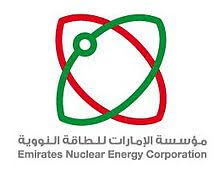 مؤسسة الإمارات للطاقة النووية
Emirates Nuclear Energy Corporation